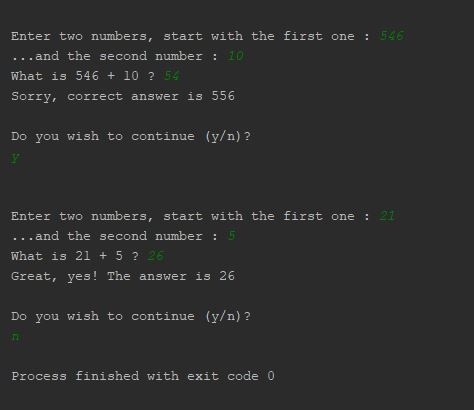 Enter two numbers, start with the first one : 546
...and the second number : 10
What is 546 + 10 ? 54
Sorry, correct answer is 556
Do you wish to continue (y/n)?
y
Enter two numbers, start with the first one : 21
...and the second number : 5
What is 21 + 5 ? 26
Great, yes! The answer is 26
Do you wish to continue (y/n)?
n
Process finished with exit code 0